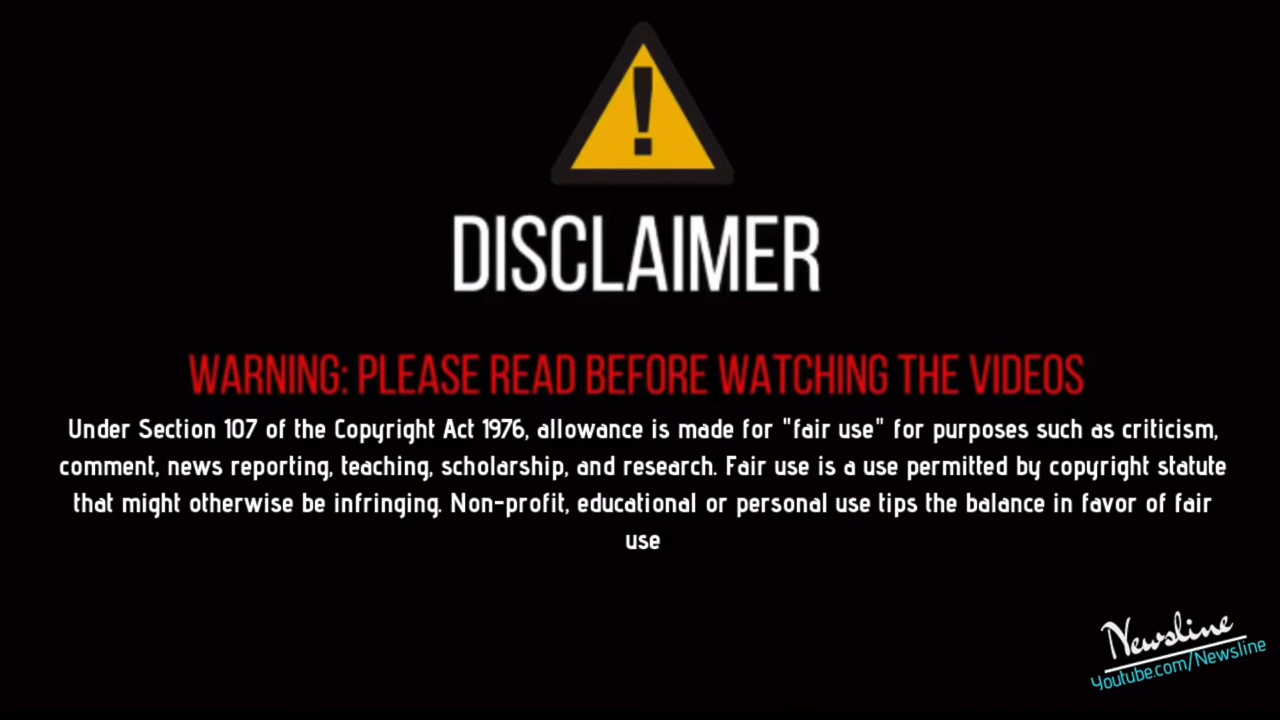 DISCLAIMER
WARNING: PLEASE READ BEFORE WATCHING THE VIDEOS
Under Section 107 of the Copyright Act 1976, allowance is made for "fair use" for purposes such as criticism,
comment, news reporting, teaching, scholarship, and research. Fair use is a use permitted by copyright statute
that might otherwise be infringing. Non-profit, educational or personal use tips the balance in favor of fair
use
Newsline
Youtube.com/Newsline